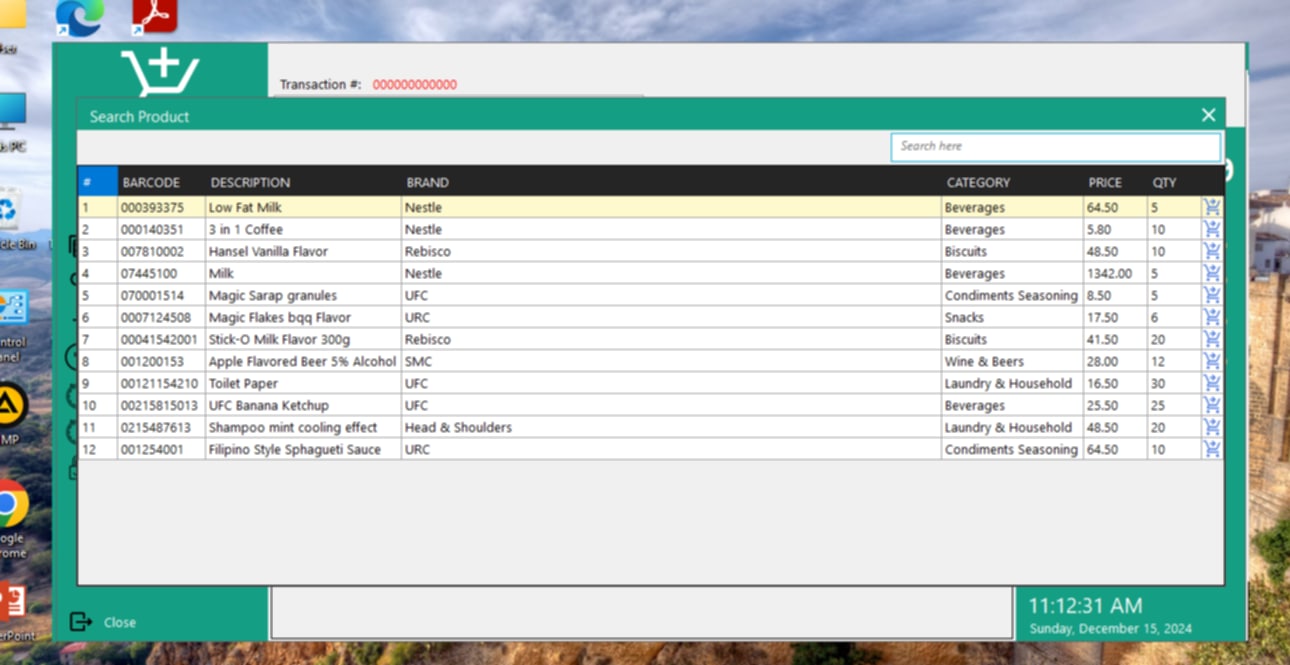 Transaction #: 000000000000
Search Product
Search here
# BARCODE DESCRIPTION BRAND CATEGORY PRICE QTY
1 000393375 Low Fat Milk Nestle Beverages 64.50 5
2 000140351 3 in 1 Coffee Nestle Beverages 5.80 10
3 007810002 Hansel Vanilla Flavor Rebisco Biscuits 48.50 10
4 07445100 Milk Nestle Beverages 1342.00 5
5 070001514 Magic Sarap granules UFC Condiments Seasoning 8.50 5
6 0007124508 Magic Flakes bqq Flavor URC Snacks 17.50 6
7 00041542001 Stick-O Milk Flavor 300g Rebisco Biscuits 41.50 20
8 001200153 Apple Flavored Beer 5% Alcohol SMC Wine & Beers 28.00 12
9 00121154210 Toilet Paper UFC Laundry & Household 16.50 30
10 00215815013 UFC Banana Ketchup UFC Beverages 25.50 25
11 0215487613 Shampoo mint cooling effect Head & Shoulders Laundry & Household 48.50 20
12 001254001 Filipino Style Sphagueti Sauce URC Condiments Seasoning 64.50 10
Close
11:12:31 AM
Sunday, December 15, 2024
PC
MP